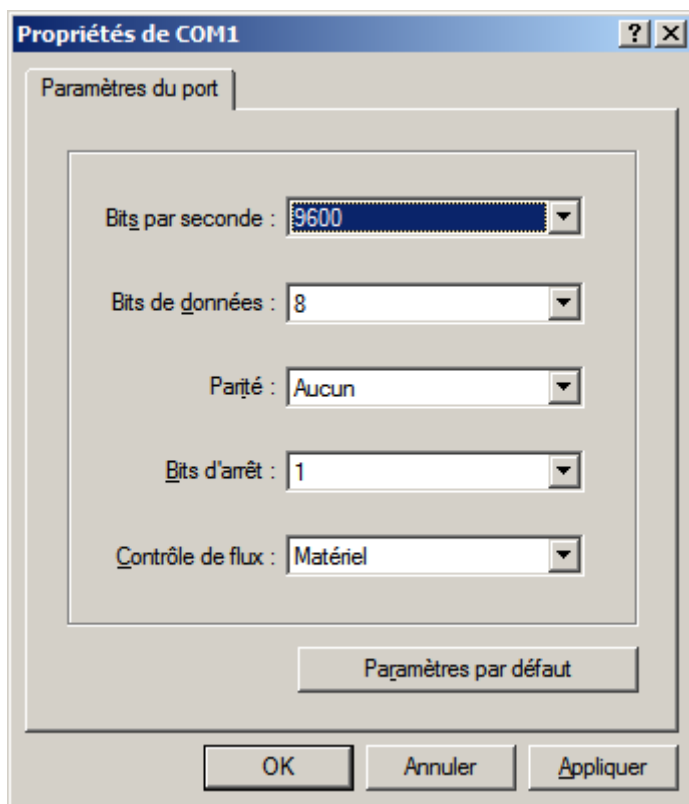 Propriétés de COM1
Paramètres du port
Bits par seconde : 9600
Bits de données : 8
Parité : Aucun
Bits d'arrêt : 1
Contrôle de flux : Matériel
Paramètres par défaut
OK Annuler Appliquer